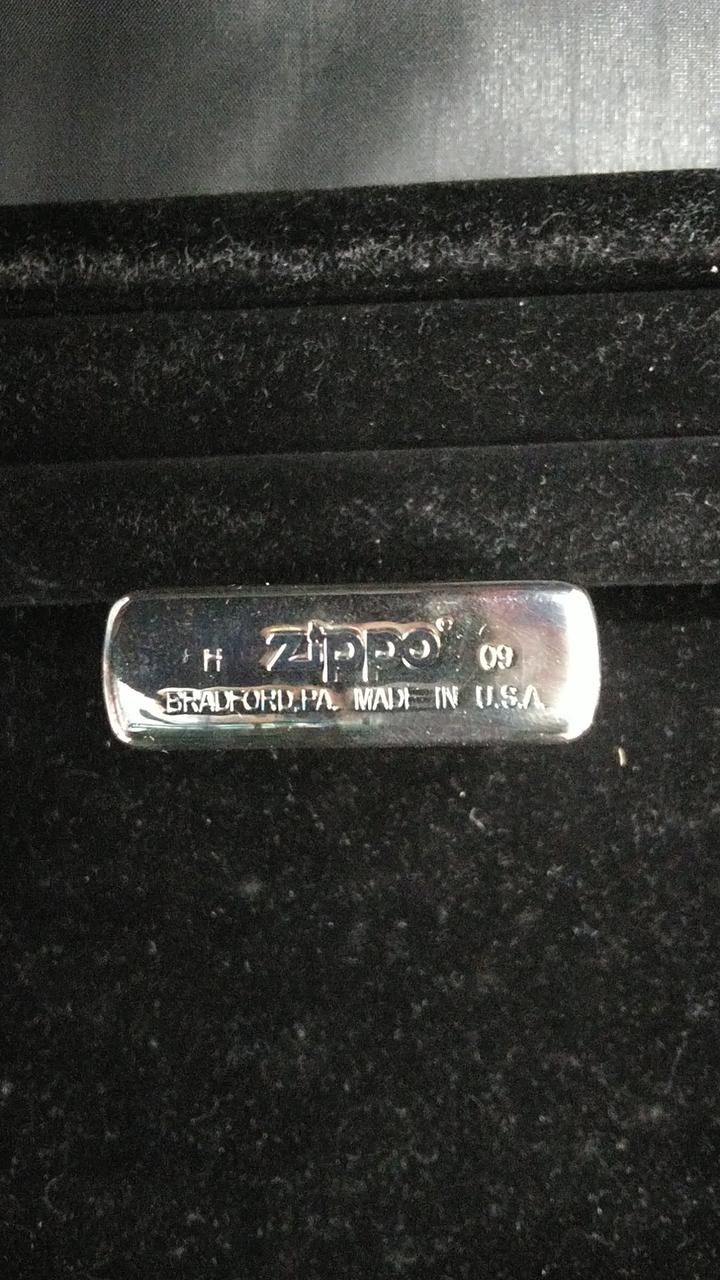 H zippo® 09
BRADFORD, PA. MADE IN U.S.A.